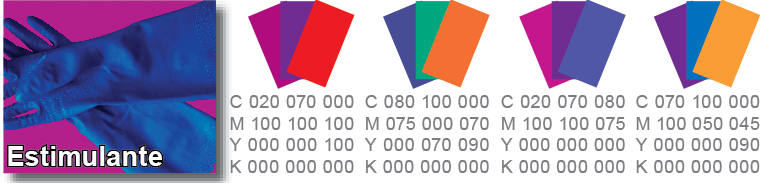 Estimulante
C 020 070 000 C 080 100 000 C 020 070 080 C 070 100 000
M 100 100 100 M 075 000 070 M 100 100 075 M 100 050 045
Y 000 000 100 Y 000 070 090 Y 000 000 000 Y 000 000 090
K 000 000 000 K 000 000 000 K 000 000 000 K 000 000 000